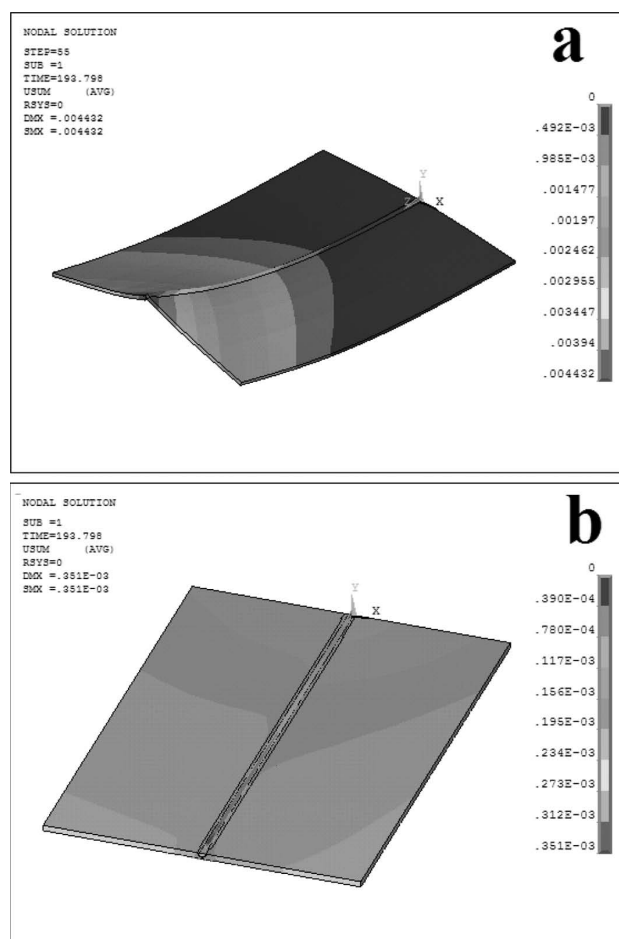 NODAL SOLUTION
STEP=55
SUB =1
TIME=193.798
USUM (AVG)
RSYS=0
DMX =.004432
SMX =.004432
a
0
.492E-03
.985E-03
.001477
.00197
.002462
.002955
.003447
.00394
.004432
Y
Z X
NODAL SOLUTION
SUB =1
TIME=193.798
USUM (AVG)
RSYS=0
DMX =.351E-03
SMX =.351E-03
b
0
.390E-04
.780E-04
.117E-03
.156E-03
.195E-03
.234E-03
.273E-03
.312E-03
.351E-03
Y
X